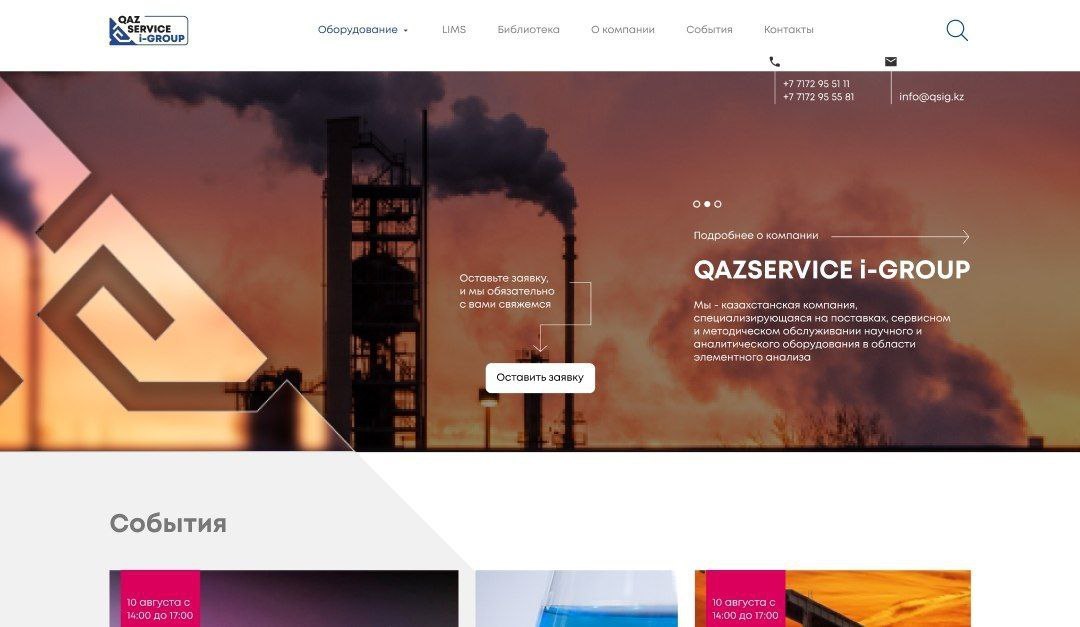 QAZ
SERVICE
i-GROUP
Оборудование
LIMS
Библиотека
О компании
События
Контакты
+7 7172 95 51 11
+7 7172 95 55 81
info@qsig.kz
Подробнее о компании
QAZSERVICE i-GROUP
Мы - казахстанская компания,
специализирующаяся на поставках, сервисном
и методическом обслуживании научного и
аналитического оборудования в области
элементного анализа
Оставьте заявку,
и мы обязательно
с вами свяжемся
Оставить заявку
События
10 августа с
14:00 до 17:00
10 августа с
14:00 до 17:00